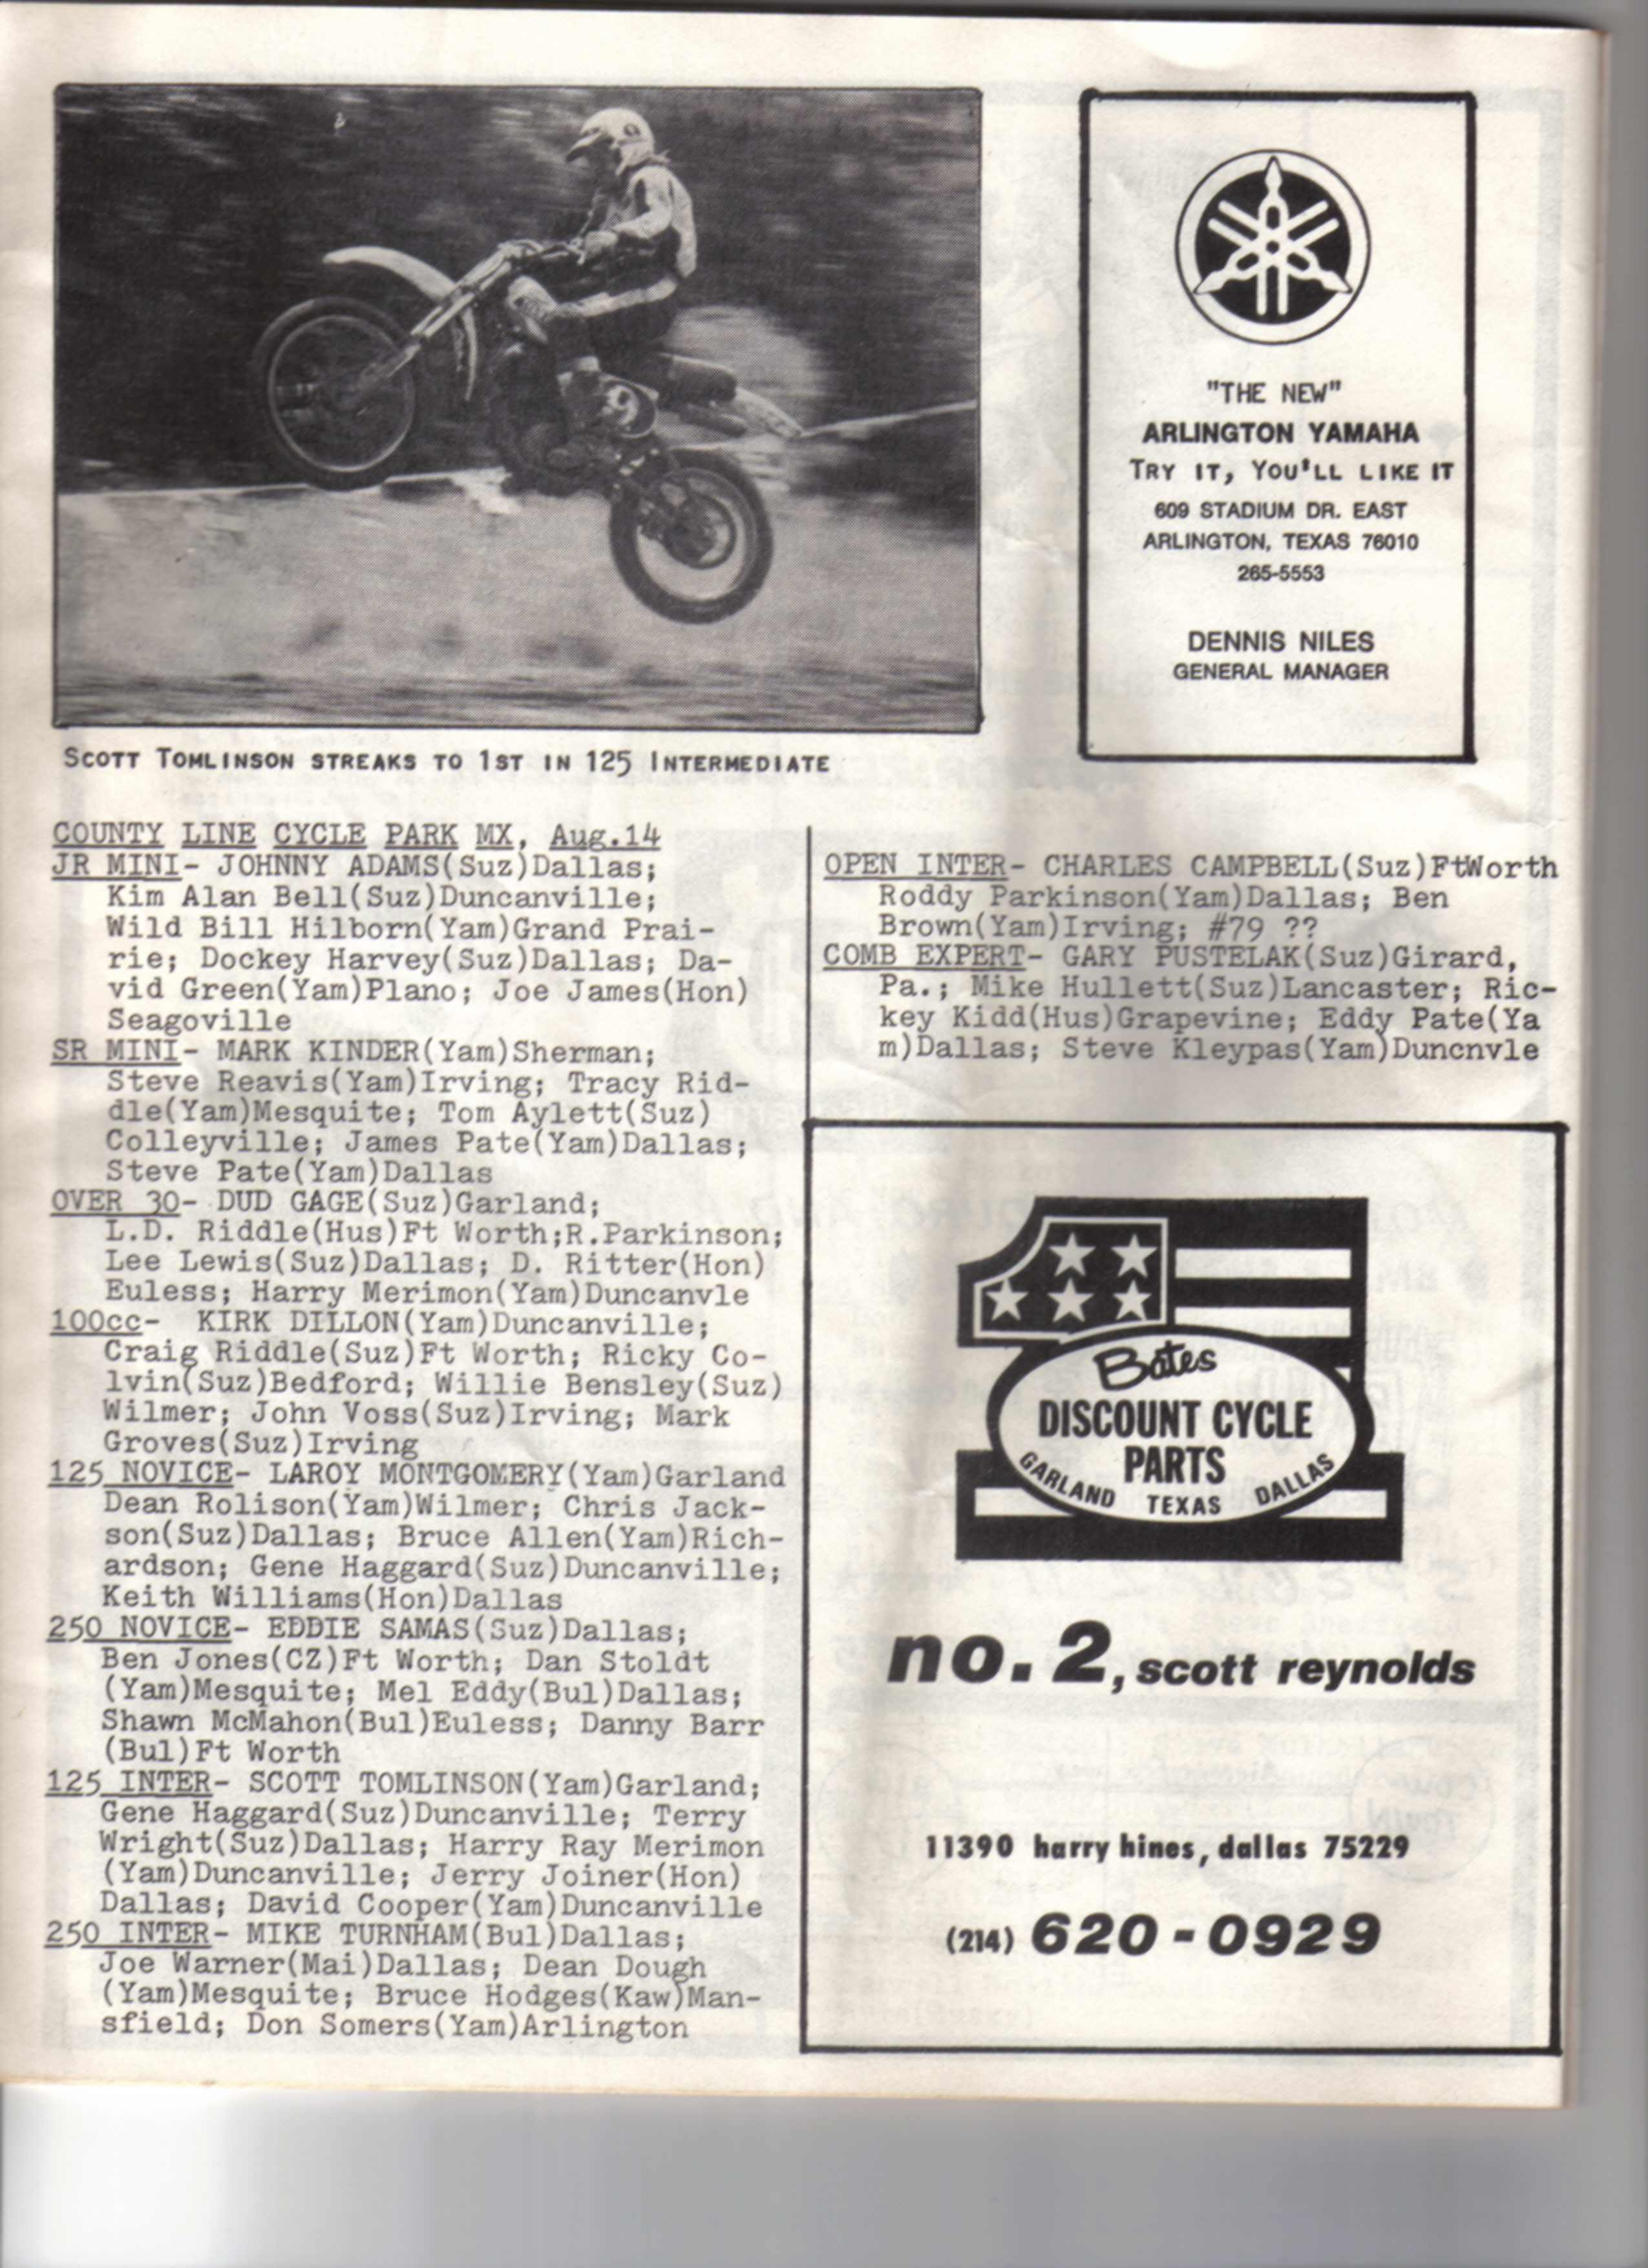 SCOTT TOMLINSON STREAKS TO 1ST IN 125 INTERMEDIATE
"THE NEW"
ARLINGTON YAMAHA
TRY IT, YOU'LL LIKE IT
609 STADIUM DR. EAST
ARLINGTON, TEXAS 76010
265-5553
DENNIS NILES
GENERAL MANAGER
COUNTY LINE CYCLE PARK MX, Aug.14
JR MINI- JOHNNY ADAMS(Suz)Dallas;
Kim Alan Bell(Suz)Duncanville;
Wild Bill Hilborn(Yam)Grand Prai-
rie; Dockey Harvey(Suz)Dallas; Da-
vid Green(Yam)Plano; Joe James(Hon)
Seagoville
SR MINI- MARK KINDER(Yam)Sherman;
Steve Reavis(Yam)Irving; Tracy Rid-
dle(Yam)Mesquite; Tom Aylett(Suz)
Colleyville; James Pate(Yam)Dallas;
Steve Pate(Yam)Dallas
OVER 30- DUD GAGE(Suz)Garland;
L.D. Riddle(Hus)Ft Worth;R.Parkinson;
Lee Lewis(Suz)Dallas; D. Ritter(Hon)
Euless; Harry Merimon(Yam)Duncanvle
100cc- KIRK DILLON(Yam)Duncanville;
Craig Riddle(Suz)Ft Worth; Ricky Co-
lvin(Suz)Bedford; Willie Bensley(Suz)
Wilmer; John Voss(Suz)Irving; Mark
Groves(Suz)Irving
125 NOVICE- LAROY MONTGOMERY(Yam)Garland
Dean Rolison(Yam)Wilmer; Chris Jack-
son(Suz)Dallas; Bruce Allen(Yam)Rich-
ardson; Gene Haggard(Suz)Duncanville;
Keith Williams(Hon)Dallas
250 NOVICE- EDDIE SAMAS(Suz)Dallas;
Ben Jones(CZ)Ft Worth; Dan Stoldt
(Yam)Mesquite; Mel Eddy(Bul)Dallas;
Shawn McMahon(Bul)Euless; Danny Barr
(Bul)Ft Worth
125 INTER- SCOTT TOMLINSON(Yam)Garland;
Gene Haggard(Suz)Duncanville; Terry
Wright(Suz)Dallas; Harry Ray Merimon
(Yam)Duncanville; Jerry Joiner(Hon)
Dallas; David Cooper(Yam)Duncanville
250 INTER- MIKE TURNHAM(Bul)Dallas;
Joe Warner(Mai)Dallas; Dean Dough
(Yam)Mesquite; Bruce Hodges(Kaw)Man-
sfield; Don Somers(Yam)Arlington
OPEN INTER- CHARLES CAMPBELL(Suz)FtWorth
Roddy Parkinson(Yam)Dallas; Ben
Brown(Yam)Irving; #79 ??
COMB EXPERT- GARY PUSTELAK(Suz)Girard,
Pa.; Mike Hullett(Suz)Lancaster; Ric-
key Kidd(Hus)Grapevine; Eddy Pate(Ya
m)Dallas; Steve Kleypas(Yam)Duncnvle
Bates
DISCOUNT CYCLE
PARTS
GARLAND TEXAS DALLAS
no.2, scott reynolds
11390 harry hines, dallas 75229
(214) 620-0929